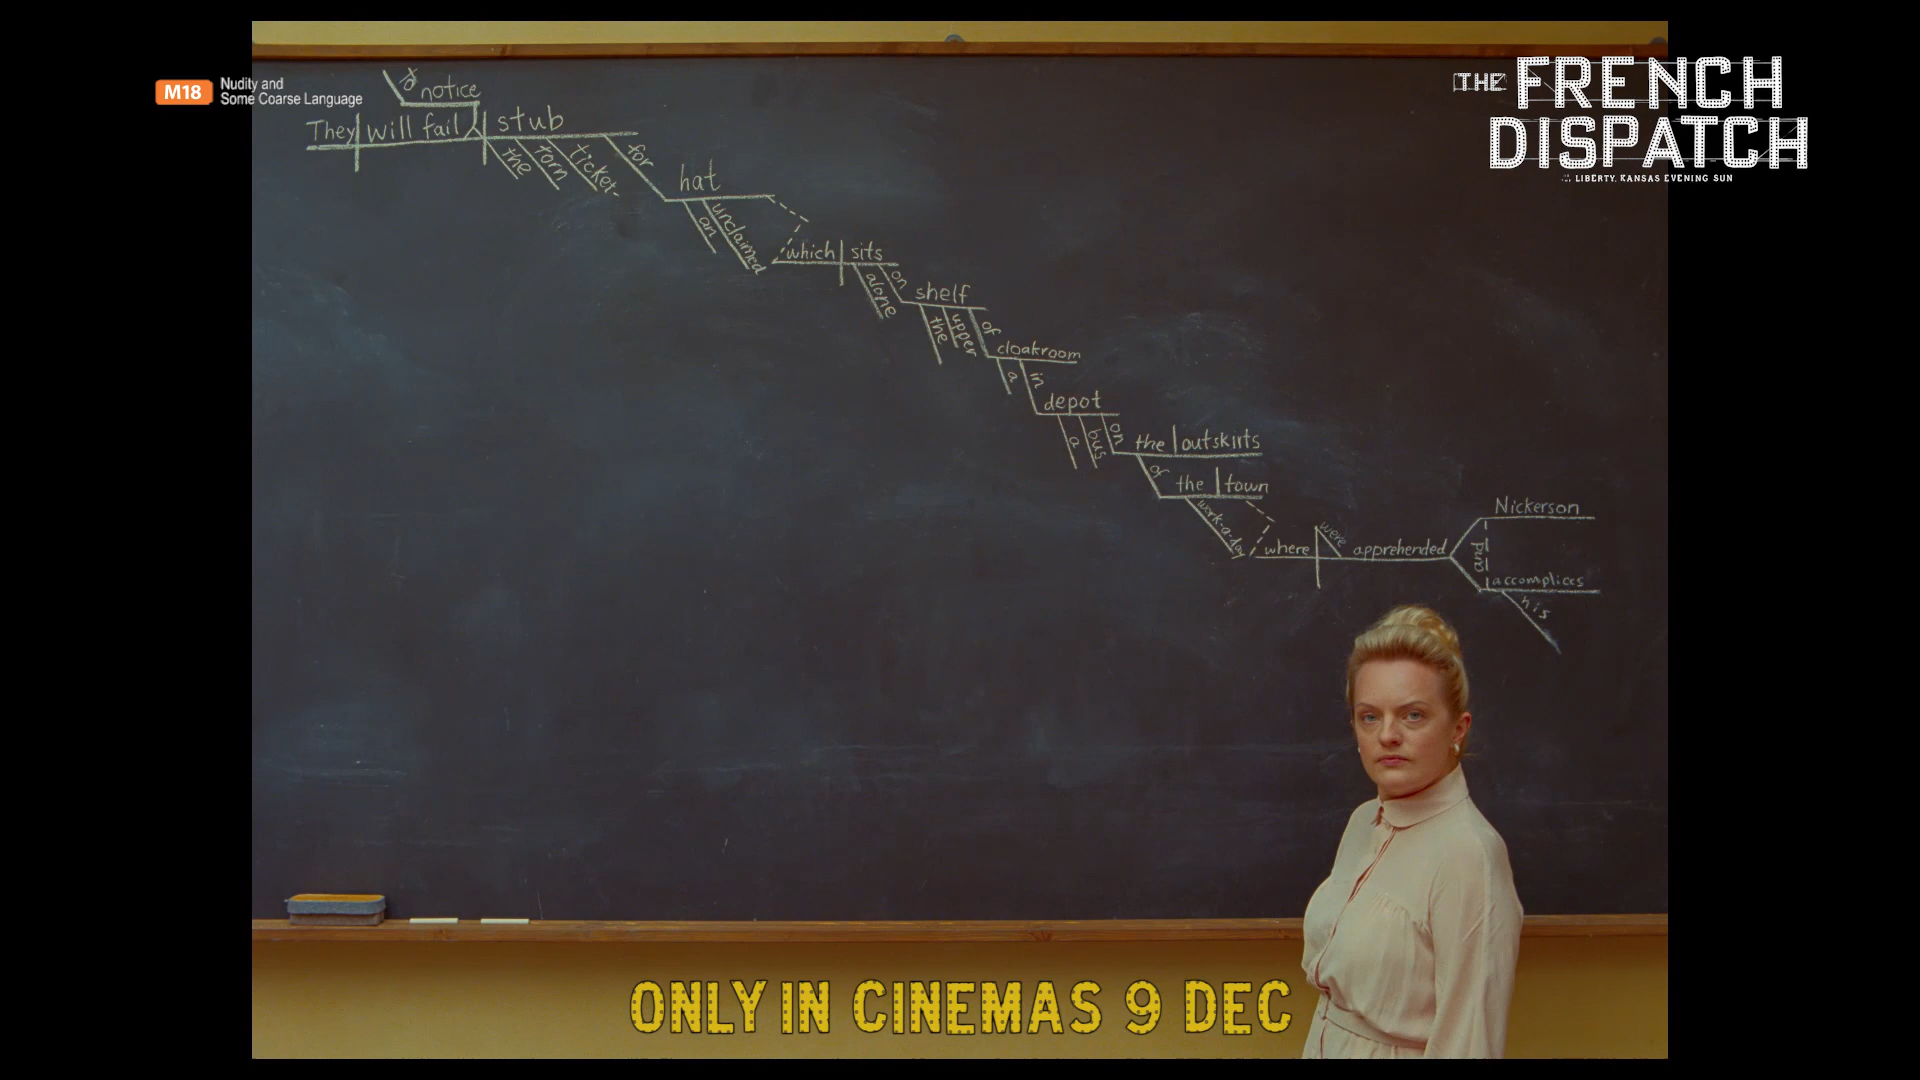 M18
Nudity and
Some Coarse Language
THE FRENCH
DISPATCH
OF THE LIBERTY, KANSAS EVENING SUN
to
notice
They will fail stub
the torn ticket- for
hat
an unclaimed
which sits
alone on
shelf
the upper of
cloakroom
a in
depot
a bus on
the outskirts
of the town
work-a-day
where were apprehended
Nickerson
and
accomplices
his
ONLY IN CINEMAS 9 DEC